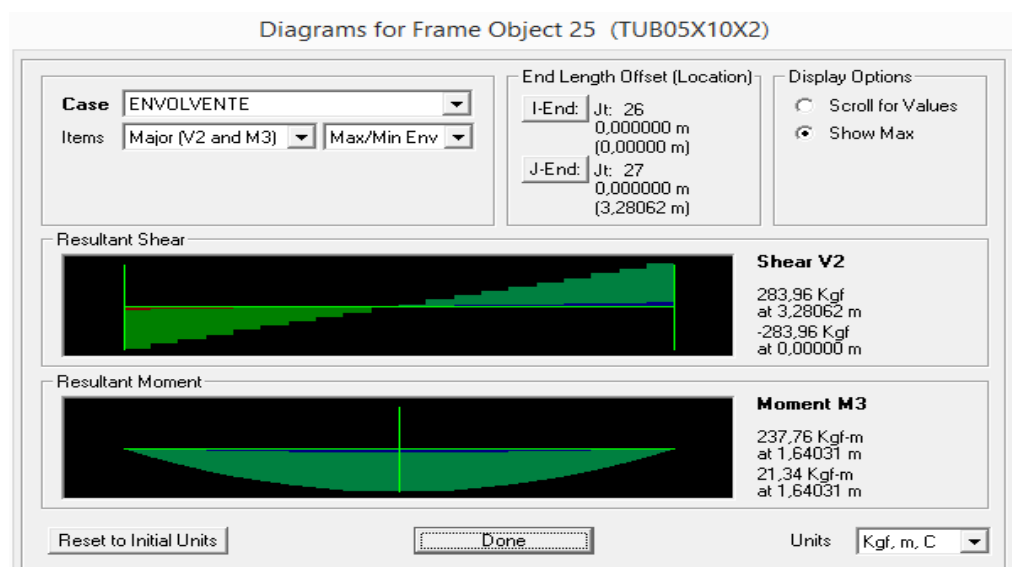 Diagrams for Frame Object 25 (TUB05X10X2)
Case ENVOLVENTE
Items Major (V2 and M3) Max/Min Env
End Length Offset (Location)
I-End: Jt: 26
0,000000 m
(0,00000 m)
J-End: Jt: 27
0,000000 m
(3,28062 m)
Display Options
Scroll for Values
Show Max
Resultant Shear
Shear V2
283,96 Kgf
at 3,28062 m
-283,96 Kgf
at 0,00000 m
Resultant Moment
Moment M3
237,76 Kgf-m
at 1,64031 m
21,34 Kgf-m
at 1,64031 m
Reset to Initial Units
Done
Units Kgf, m, C